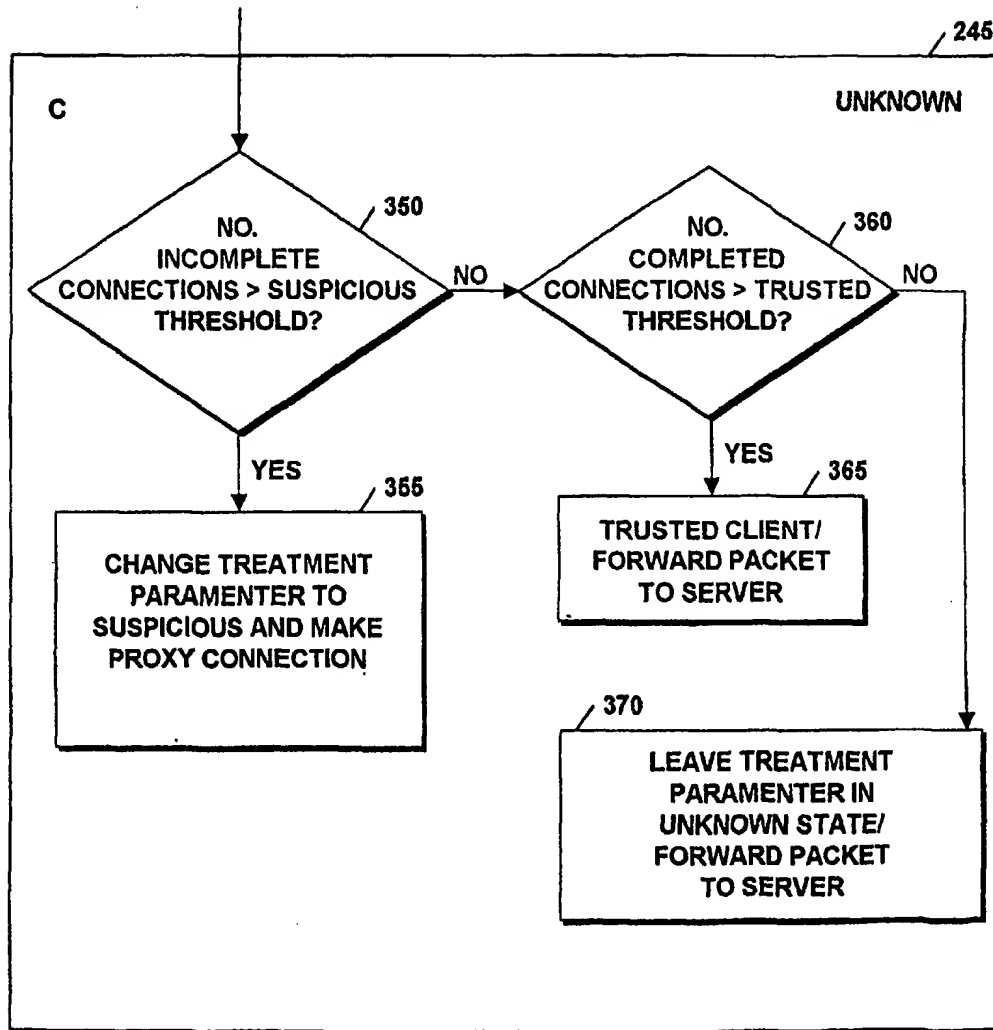 245
C
UNKNOWN
350
NO.
INCOMPLETE
CONNECTIONS > SUSPICIOUS
THRESHOLD?
NO
360
NO.
COMPLETED
CONNECTIONS > TRUSTED
THRESHOLD?
NO
YES
355
CHANGE TREATMENT
PARAMENTER TO
SUSPICIOUS AND MAKE
PROXY CONNECTION
YES
365
TRUSTED CLIENT/
FORWARD PACKET
TO SERVER
370
LEAVE TREATMENT
PARAMENTER IN
UNKNOWN STATE/
FORWARD PACKET
TO SERVER